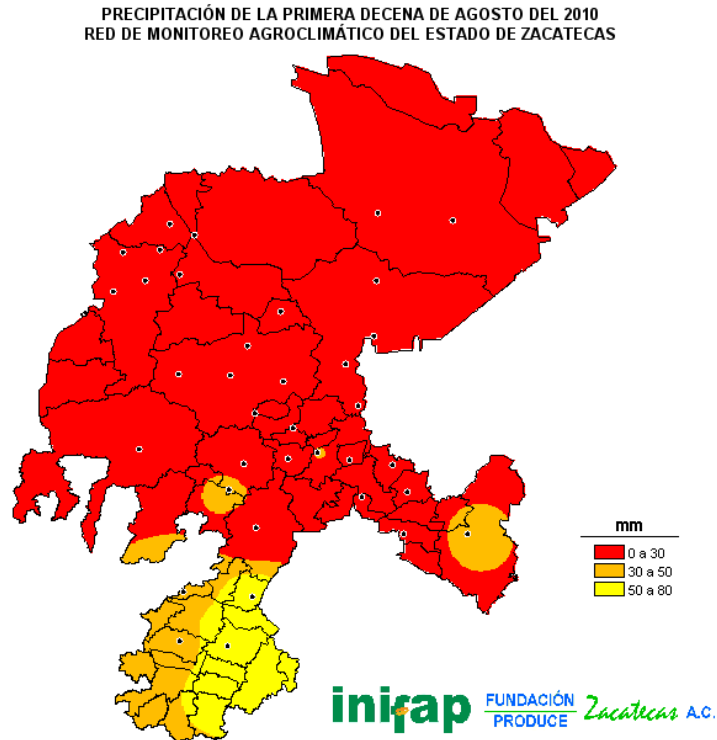 PRECIPITACIÓN DE LA PRIMERA DECENA DE AGOSTO DEL 2010
RED DE MONITOREO AGROCLIMÁTICO DEL ESTADO DE ZACATECAS
mm
0 a 30
30 a 50
50 a 80
inifap
FUNDACIÓN
PRODUCE
Zacatecas A.C.